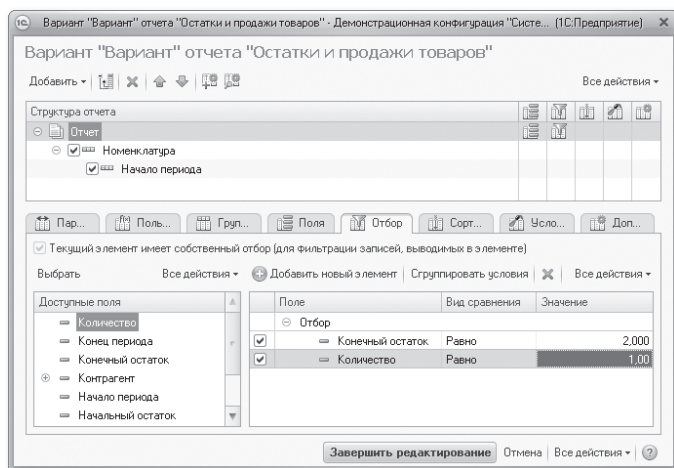 Вариант "Вариант" отчета "Остатки и продажи товаров" - Демонстрационная конфигурация "Систе... (1С:Предприятие)
Вариант "Вариант" отчета "Остатки и продажи товаров"
Добавить Все действия
Структура отчета
Отчет
Номенклатура
Начало периода
Пар... Поль... Груп... Поля Отбор Сорт... Усло... Доп...
Текущий элемент имеет собственный отбор (для фильтрации записей, выводимых в элементе)
Выбрать Все действия Добавить новый элемент Сгруппировать условия Все действия
Доступные поля Поле Вид сравнения Значение
Количество Отбор
Конец периода Конечный остаток Равно 2,000
Конечный остаток Количество Равно 1,00
Контрагент
Начало периода
Начальный остаток
Завершить редактирование Отмена Все действия ?